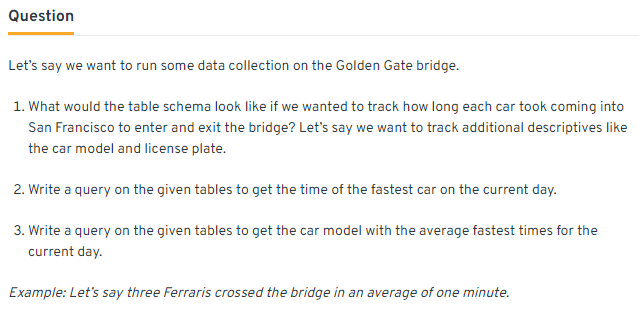 Question
Let's say we want to run some data collection on the Golden Gate bridge.
1. What would the table schema look like if we wanted to track how long each car took coming into
San Francisco to enter and exit the bridge? Let's say we want to track additional descriptives like
the car model and license plate.
2. Write a query on the given tables to get the time of the fastest car on the current day.
3. Write a query on the given tables to get the car model with the average fastest times for the
current day.
Example: Let's say three Ferraris crossed the bridge in an average of one minute.